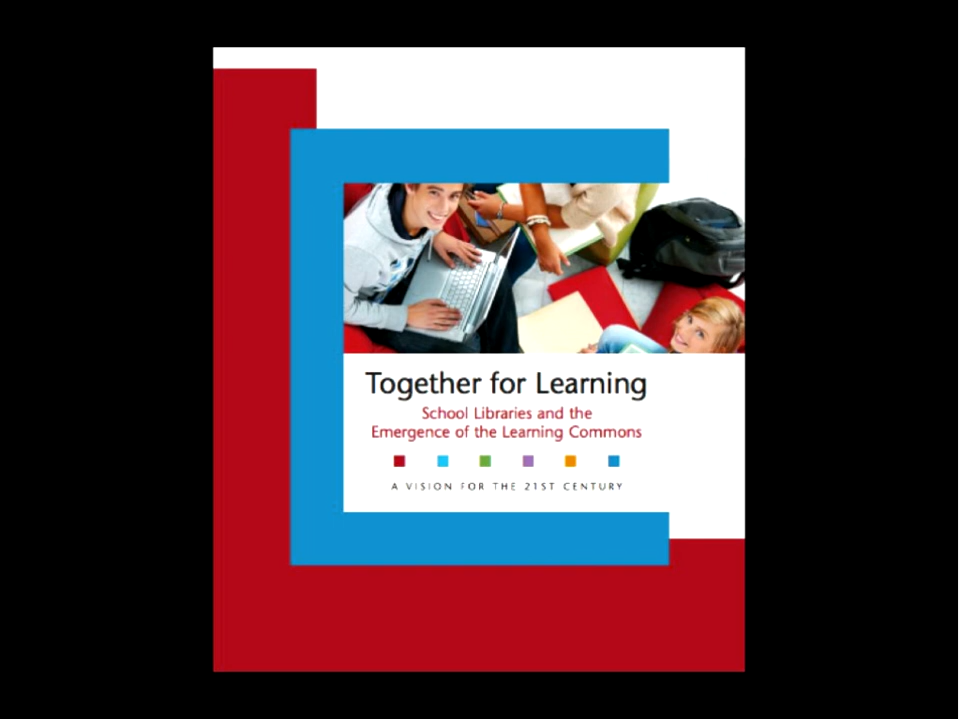 Together for Learning
School Libraries and the
Emergence of the Learning Commons
A VISION FOR THE 21ST CENTURY